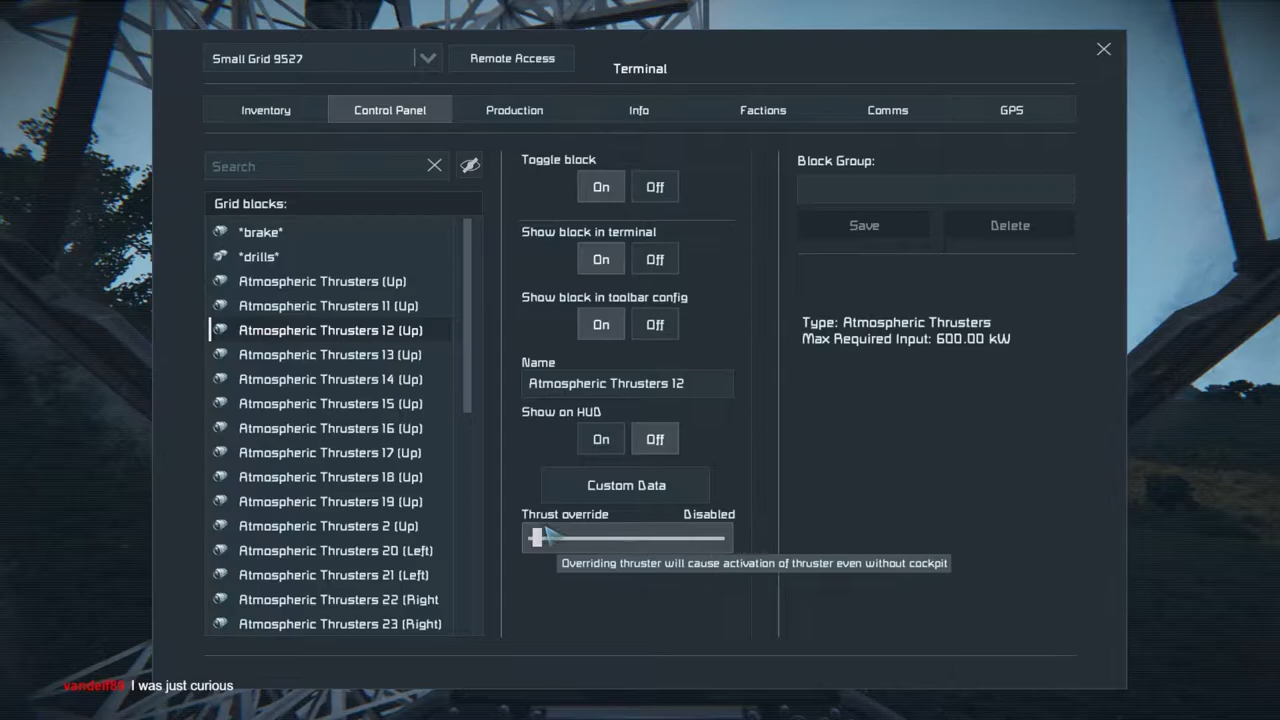 Small Grid 9527
Remote Access
Terminal
Inventory
Control Panel
Production
Info
Factions
Comms
GPS
Search
Grid blocks:
*brake*
*drills*
Atmospheric Thrusters (Up)
Atmospheric Thrusters 11 (Up)
Atmospheric Thrusters 12 (Up)
Atmospheric Thrusters 13 (Up)
Atmospheric Thrusters 14 (Up)
Atmospheric Thrusters 15 (Up)
Atmospheric Thrusters 16 (Up)
Atmospheric Thrusters 17 (Up)
Atmospheric Thrusters 18 (Up)
Atmospheric Thrusters 19 (Up)
Atmospheric Thrusters 2 (Up)
Atmospheric Thrusters 20 (Left)
Atmospheric Thrusters 21 (Left)
Atmospheric Thrusters 22 (Right
Atmospheric Thrusters 23 (Right)
Toggle block
On Off
Show block in terminal
On Off
Show block in toolbar config
On Off
Name
Atmospheric Thrusters 12
Show on HUD
On Off
Custom Data
Thrust override Disabled
Overriding thruster will cause activation of thruster even without cockpit
Block Group:
Save Delete
Type: Atmospheric Thrusters
Max Required Input: 600.00 kW
I was just curious